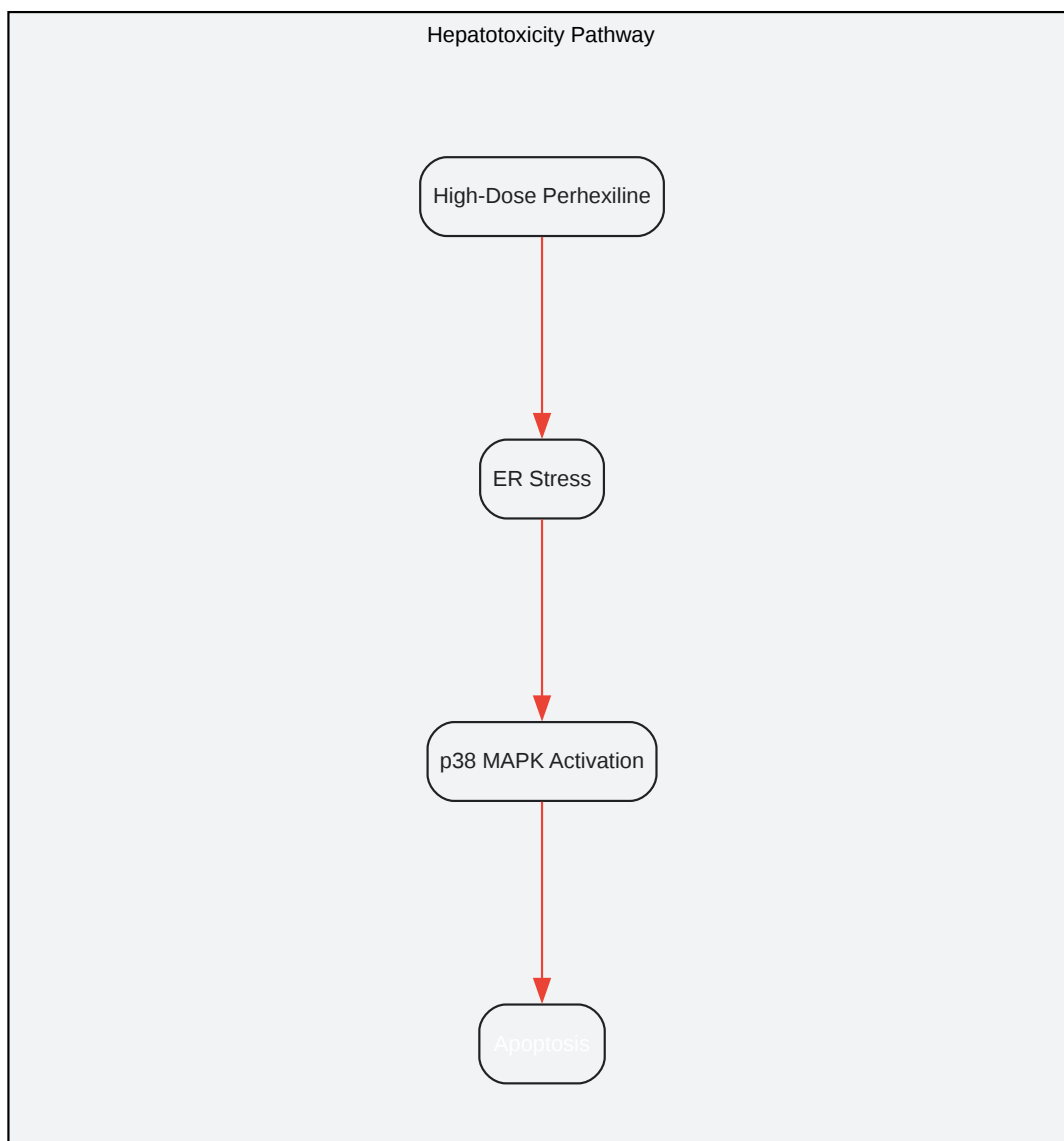 Hepatotoxicity Pathway
High-Dose Perhexiline
ER Stress
p38 MAPK Activation
Apoptosis